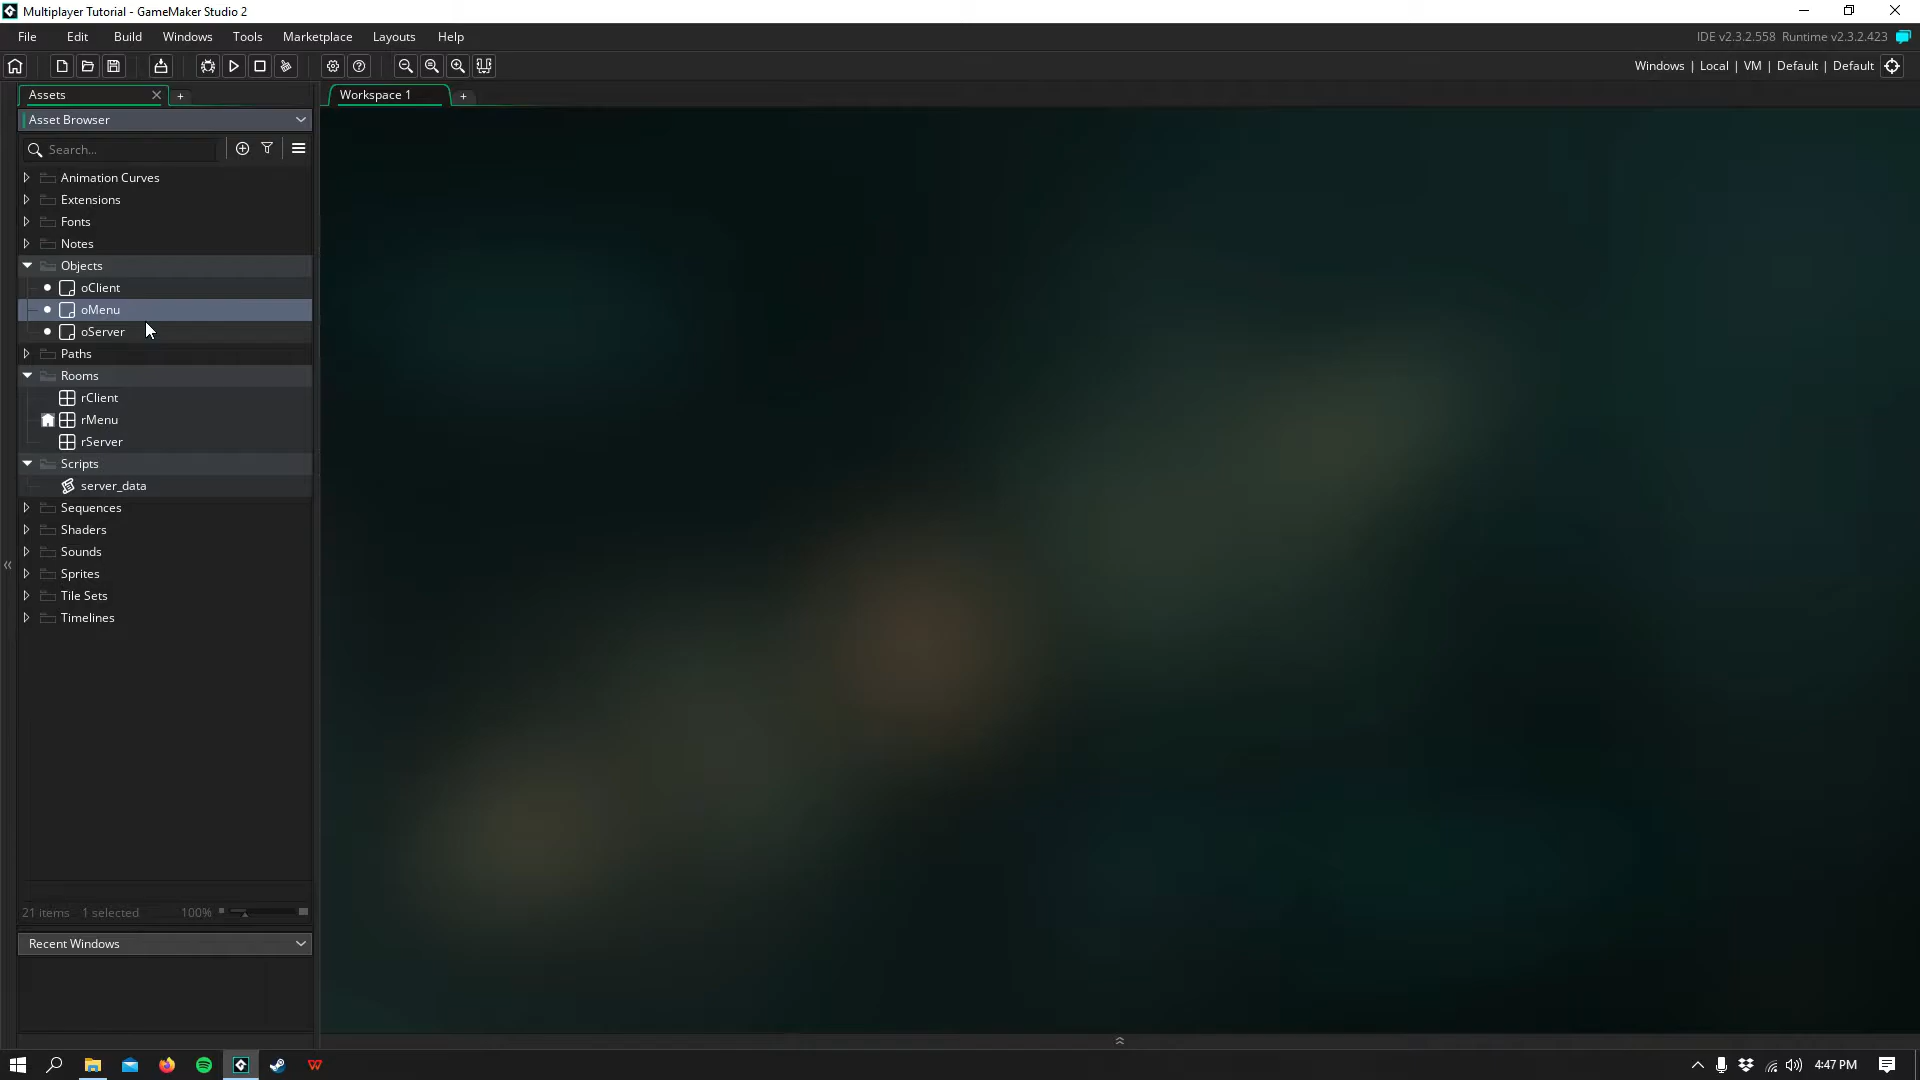 Multiplayer Tutorial - GameMaker Studio 2
File Edit Build Windows Tools Marketplace Layouts Help
IDE v2.3.2.558 Runtime v2.3.2.423
Windows | Local | VM | Default | Default
Assets
Workspace 1
Asset Browser
Search...
Animation Curves
Extensions
Fonts
Notes
Objects
oClient
oMenu
oServer
Paths
Rooms
rClient
rMenu
rServer
Scripts
server_data
Sequences
Shaders
Sounds
Sprites
Tile Sets
Timelines
21 items 1 selected 100%
Recent Windows
4:47 PM